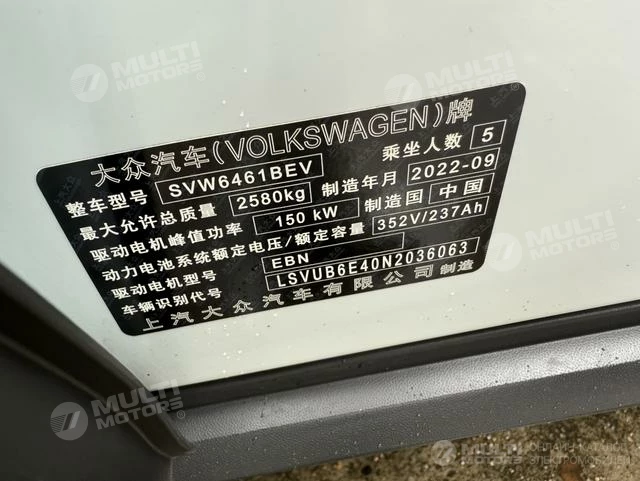 MULTI
MOTORS
MULTI
MOTORS
大众汽车(VOLKSWAGEN)牌
整车型号 SVW6461BEV 乘坐人数 5
最大允许总质量 2580kg 制造年月 2022-09
驱动电机峰值功率 150 kW 制造国 中国
动力电池系统额定电压/额定容量 352V/237Ah
驱动电机型号 EBN
车辆识别代号 LSVUB6E40N2036063
上汽大众汽车有限公司
MULTI
MOTORS
MULTI
MOTORS
ОНЛАЙН-КАТАЛОГ
ЭЛЕКТРОМОБИЛЕЙ